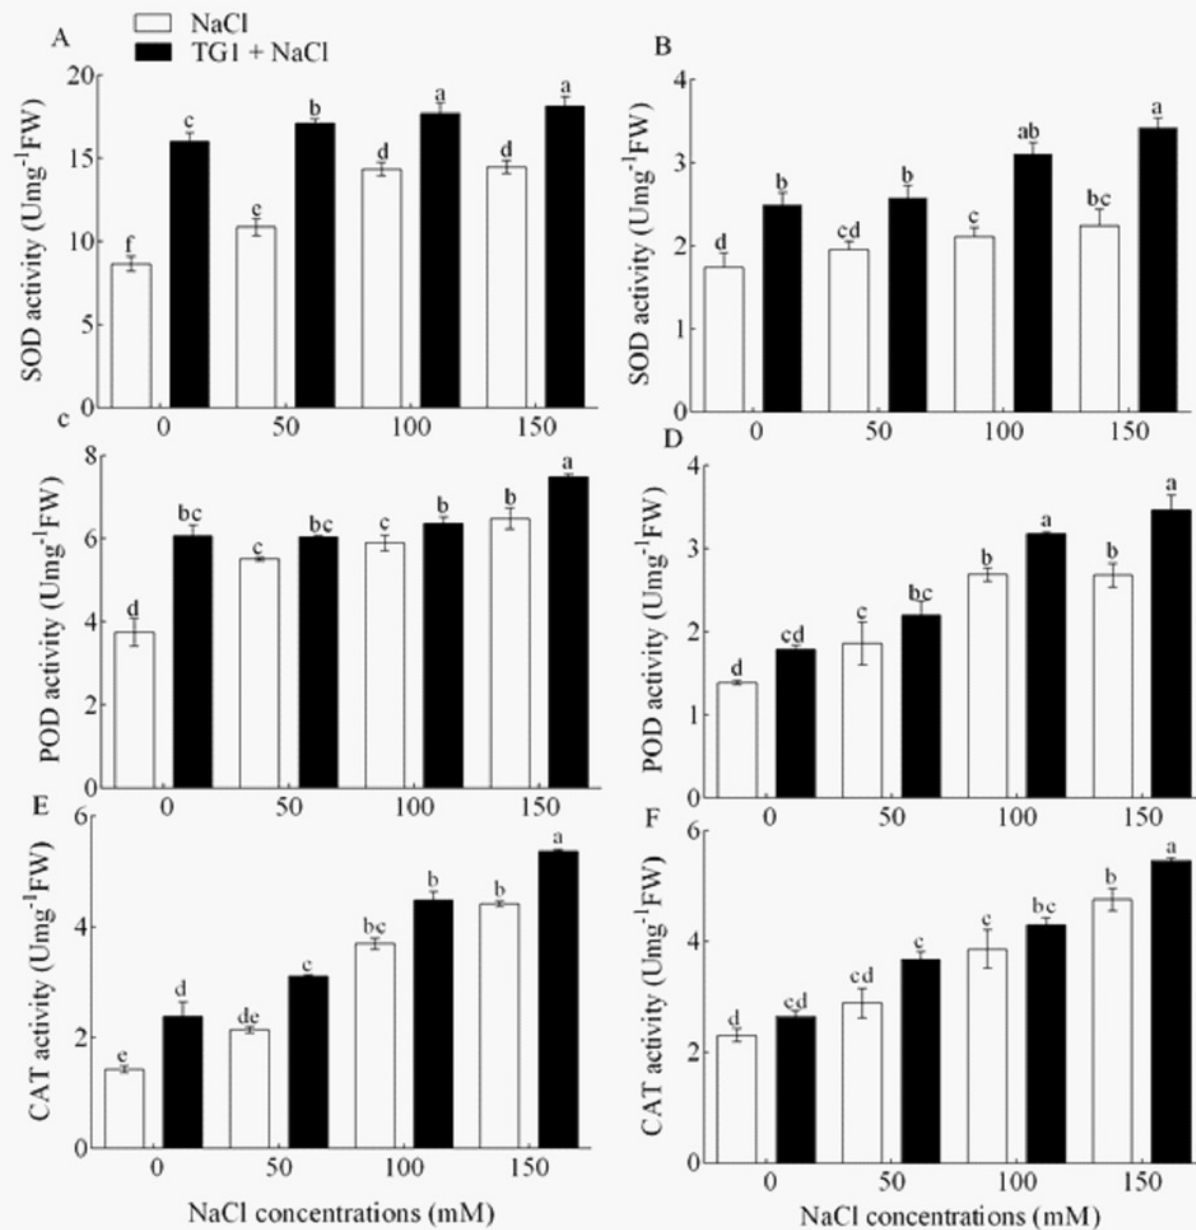 A
NaCl
TG1 + NaCl
SOD activity (Umg⁻¹FW)
20
15
10
5
0
f
c
e
b
d
a
d
a
0
50
100
150
B
SOD activity (Umg⁻¹FW)
4
3
2
1
0
d
b
cd
b
c
ab
bc
a
0
50
100
150
c
POD activity (Umg⁻¹FW)
8
6
4
2
0
d
bc
c
bc
c
b
b
a
0
50
100
150
D
POD activity (Umg⁻¹FW)
4
3
2
1
0
d
cd
c
bc
b
a
b
a
0
50
100
150
E
CAT activity (Umg⁻¹FW)
6
4
2
0
e
d
de
c
bc
b
b
a
0
50
100
150
NaCl concentrations (mM)
F
CAT activity (Umg⁻¹FW)
6
4
2
0
d
cd
cd
c
c
bc
b
a
0
50
100
150
NaCl concentrations (mM)